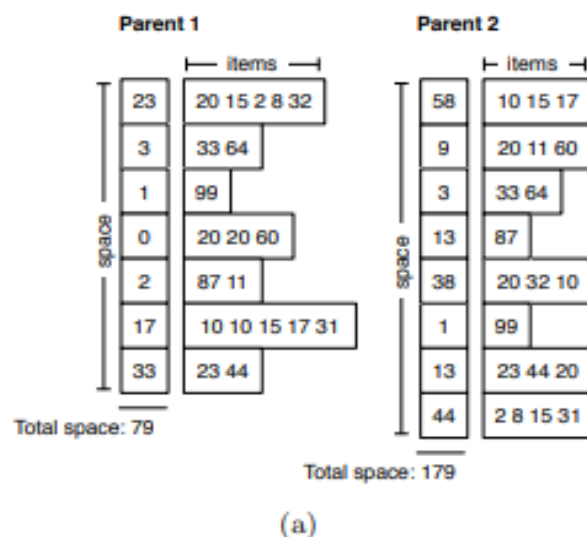 Parent 1
items
space
23 20 15 2 8 32
3 33 64
1 99
0 20 20 60
2 87 11
17 10 10 15 17 31
33 23 44
Total space: 79
Parent 2
items
space
58 10 15 17
9 20 11 60
3 33 64
13 87
38 20 32 10
1 99
13 23 44 20
44 2 8 15 31
Total space: 179
(a)